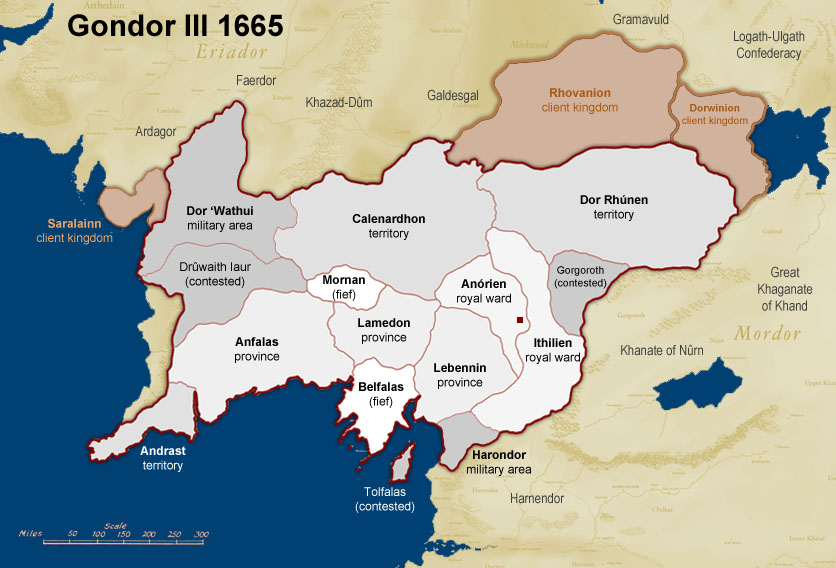 Gondor III 1665
Gramavuld
Logath-Ulgath
Confederacy
Eriador
Mirkwood
Faerdor
Khazad-Dûm
Galdesgal
Rhovanion
client kingdom
Dorwinion
client kingdom
Ardagor
Dor ‘Wathui
military area
Calenardhon
territory
Dor Rhúnen
territory
Saralainn
client kingdom
Drúwaith Iaur
(contested)
Mornan
(fief)
Anórien
royal ward
Gorgoroth
(contested)
Great
Khaganate
of Khand
Mordor
Lamedon
province
Anfalas
province
Ithilien
royal ward
Khanate of Nûrn
Lebennin
province
Belfalas
(fief)
Andrast
territory
Harondor
military area
Tolfalas
(contested)
Harnendor
Scale
Miles 50 100 150 200 250 300